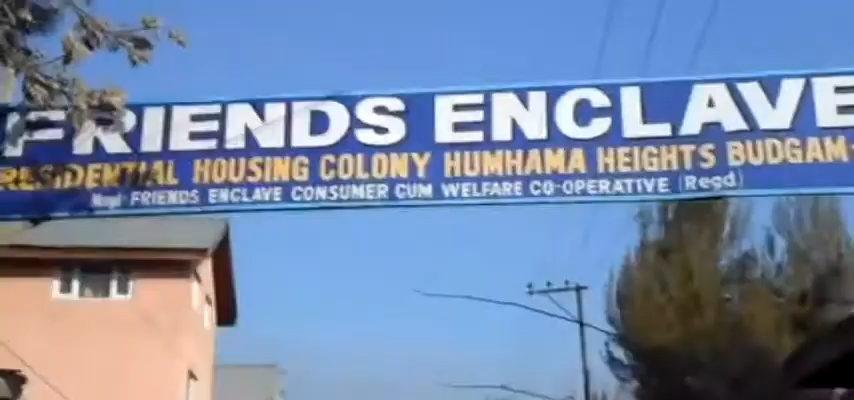 FRIENDS ENCLAVE
RESIDENTIAL HOUSING COLONY HUMHAMA HEIGHTS BUDGAM
FRIENDS ENCLAVE CONSUMER CUM WELFARE CO-OPERATIVE (Regd)